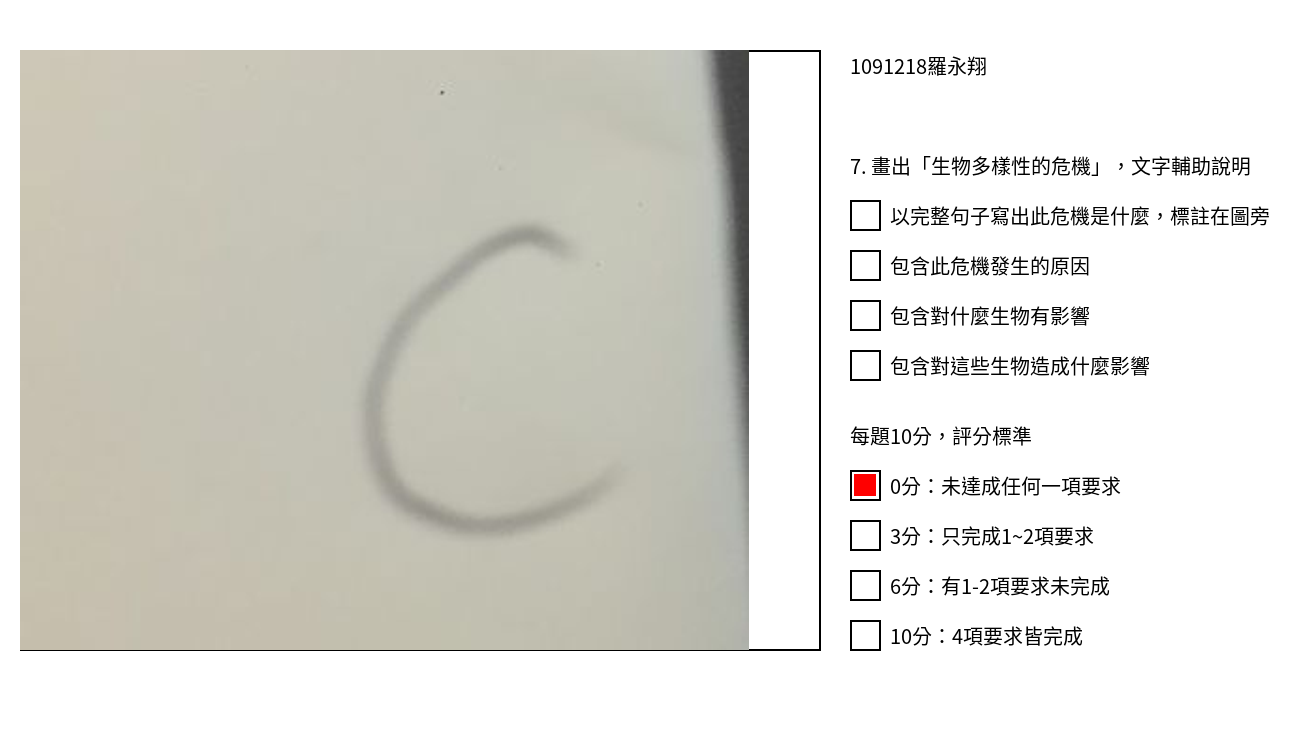 C
1091218羅永翔
7. 畫出「生物多樣性的危機」，文字輔助說明
以完整句子寫出此危機是什麼，標註在圖旁
包含此危機發生的原因
包含對什麼生物有影響
包含對這些生物造成什麼影響
每題10分，評分標準
0分：未達成任何一項要求
3分：只完成1~2項要求
6分：有1-2項要求未完成
10分：4項要求皆完成